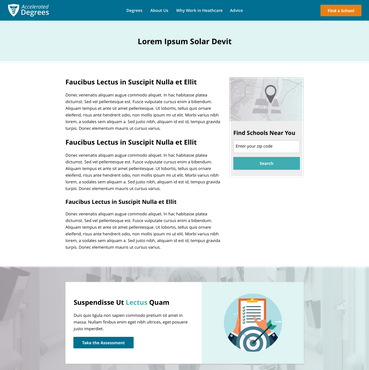 Accelerated
Degrees
Degrees About Us Why Work in Healthcare Advice
Find a School
Lorem Ipsum Solar Devit
Faucibus Lectus in Suscipit Nulla et Ellit
Donec venenatis aliquam augue commodo aliquet. In hac habitasse platea
dictumst. Sed vel pellentesque est. Fusce vulputate cursus enim a bibendum.
Aliquam tempus at sem sit amet pellentesque. Ut lobortis, tellus quis ornare
eleifend, risus ante hendrerit odio, non mollis ipsum mi ut elit. Morbi varius nunc
lorem, a sodales sem aliquam a. Sed justo nibh, aliquam id est id, tempus gravida
turpis. Donec elementum mauris ut cursus varius.
Faucibus Lectus in Suscipit Nulla et Ellit
Donec venenatis aliquam augue commodo aliquet. In hac habitasse platea
dictumst. Sed vel pellentesque est. Fusce vulputate cursus enim a bibendum.
Aliquam tempus at sem sit amet pellentesque. Ut lobortis, tellus quis ornare
eleifend, risus ante hendrerit odio, non mollis ipsum mi ut elit. Morbi varius nunc
lorem, a sodales sem aliquam a. Sed justo nibh, aliquam id est id, tempus gravida
turpis. Donec elementum mauris ut cursus varius.
Faucibus Lectus in Suscipit Nulla et Ellit
Donec venenatis aliquam augue commodo aliquet. In hac habitasse platea
dictumst. Sed vel pellentesque est. Fusce vulputate cursus enim a bibendum.
Aliquam tempus at sem sit amet pellentesque. Ut lobortis, tellus quis ornare
eleifend, risus ante hendrerit odio, non mollis ipsum mi ut elit. Morbi varius nunc
lorem, a sodales sem aliquam a. Sed justo nibh, aliquam id est id, tempus gravida
turpis. Donec elementum mauris ut cursus varius.
Find Schools Near You
Enter your zip code
Search
Suspendisse Ut Lectus Quam
Duis quis ligula non sapien commodo pretium sit amet in
massa. Nullam finibus enim eget nibh ultrices, eget posuere
justo imperdiet.
Take the Assessment